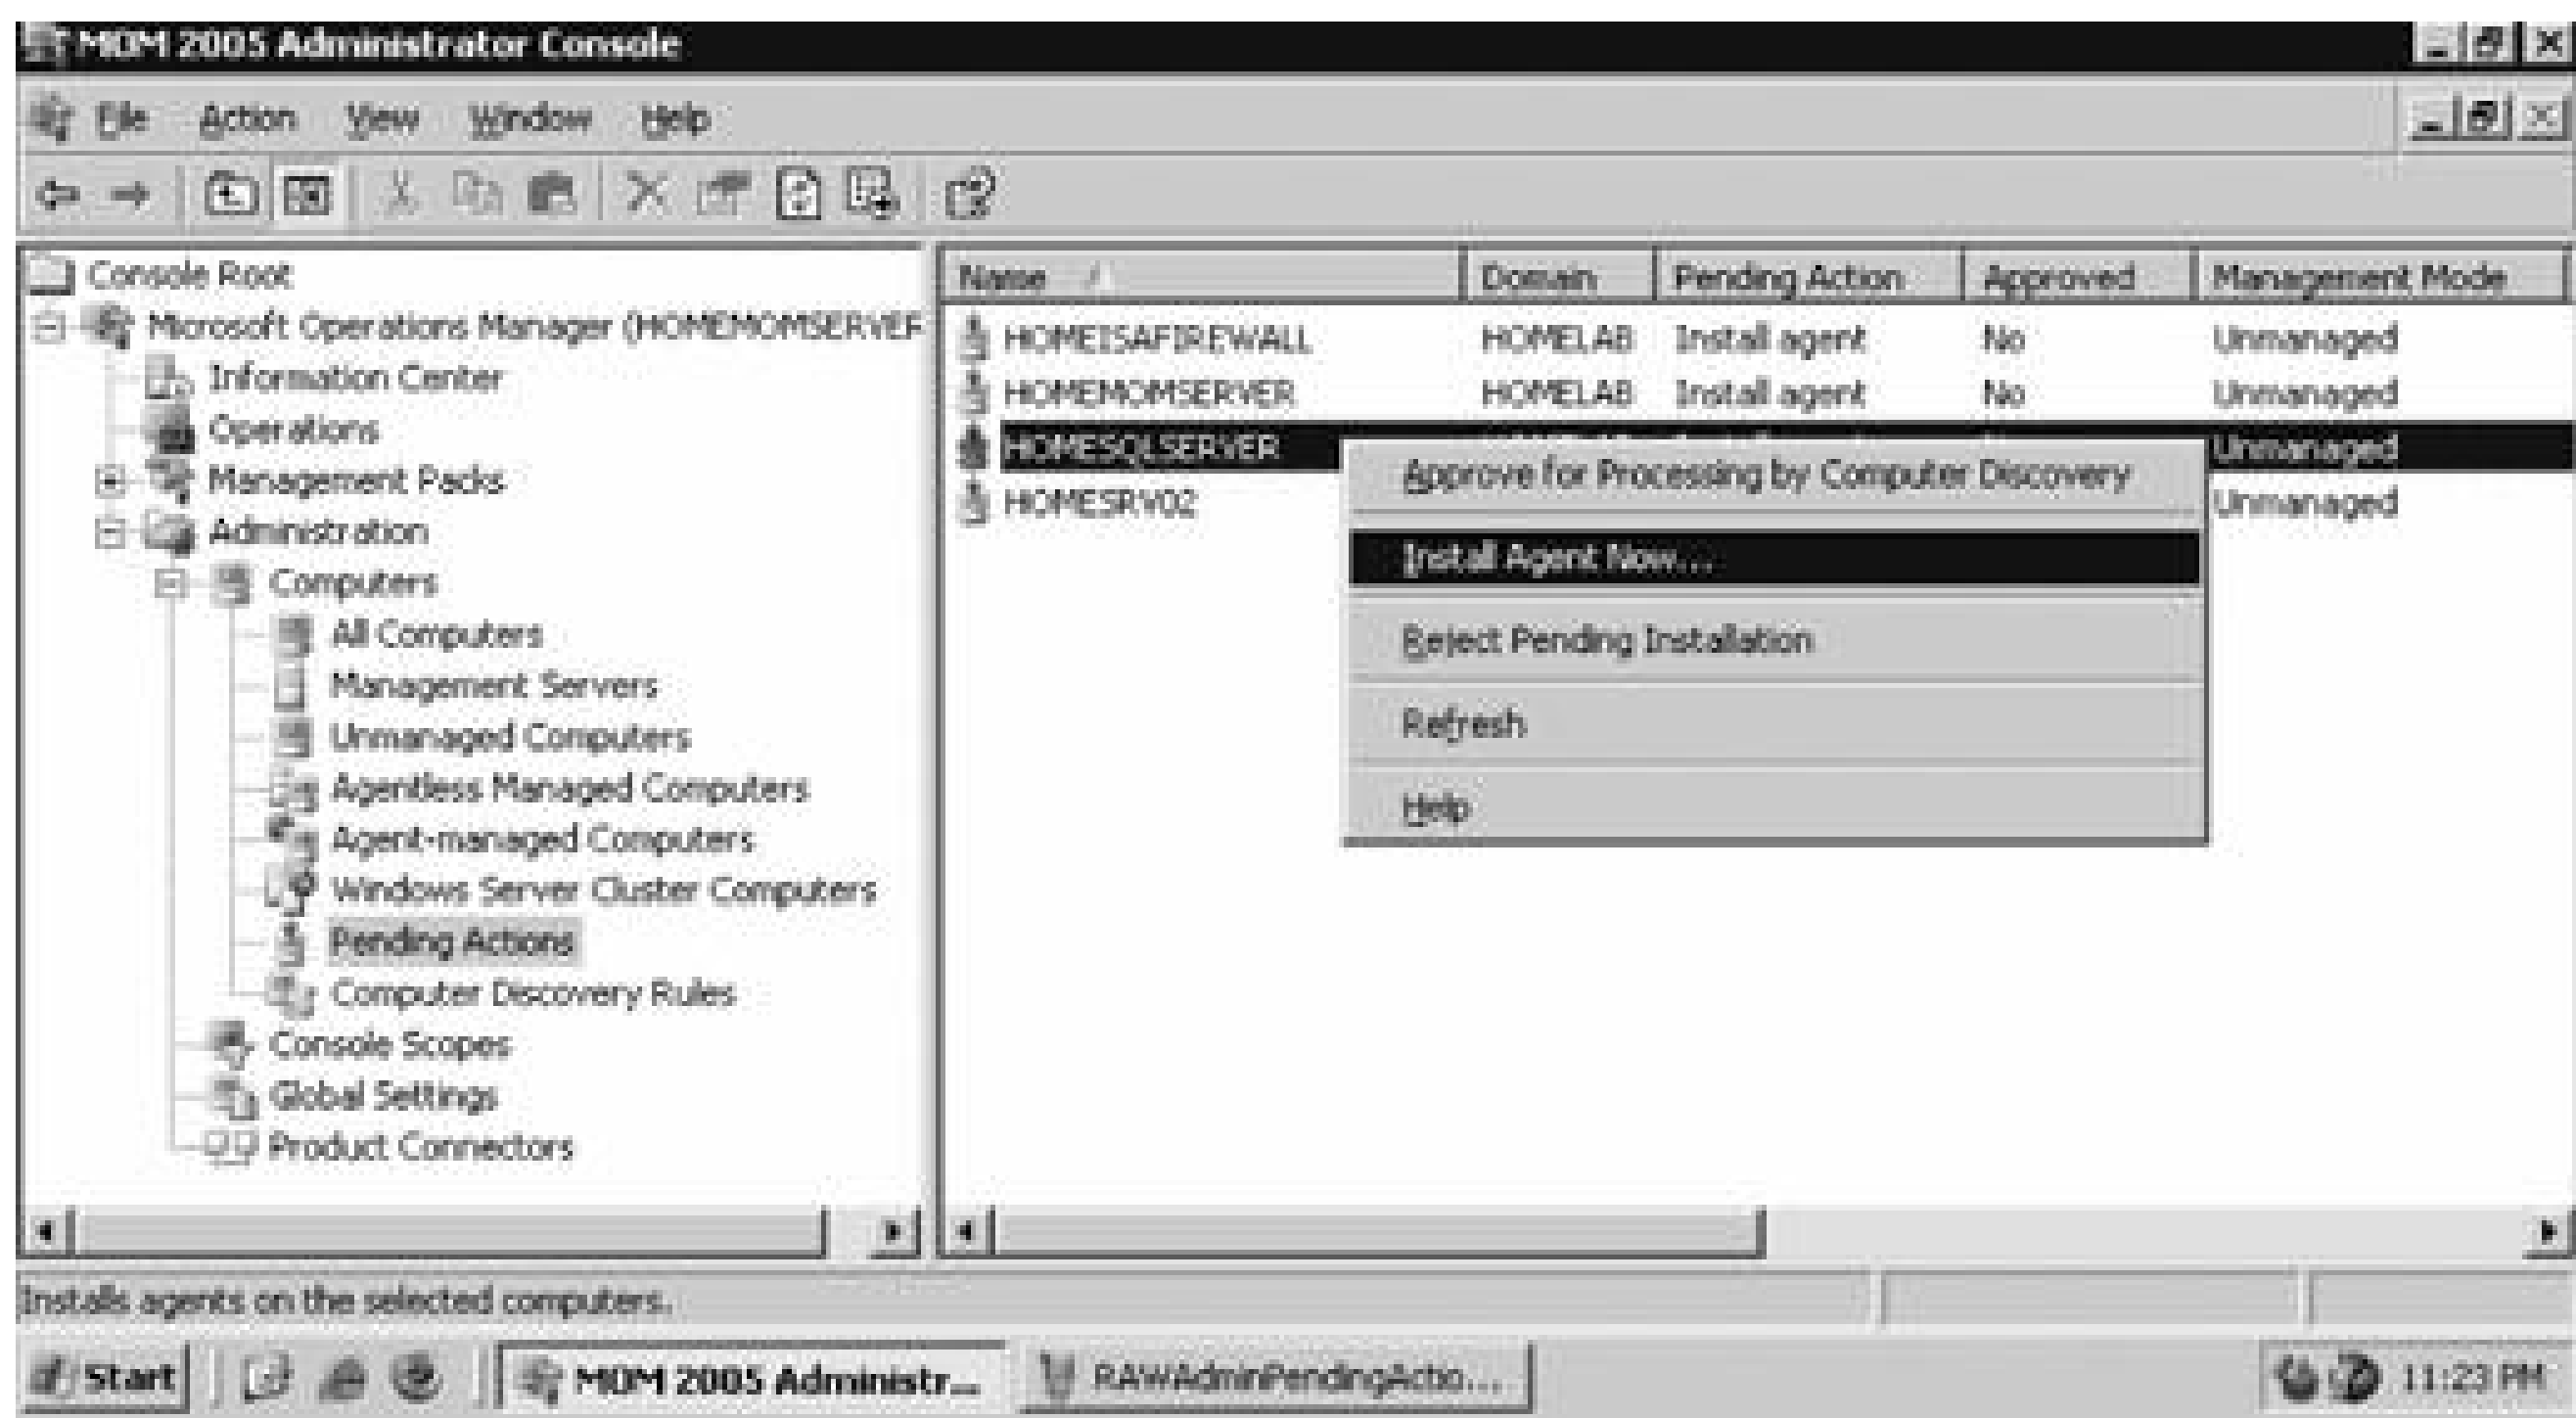 MOM 2005 Administrator Console
File Action View Window Help
Console Root
Microsoft Operations Manager (HOMEMOMSERVER
Information Center
Operations
Management Packs
Administration
Computers
All Computers
Management Servers
Unmanaged Computers
Agentless Managed Computers
Agent-managed Computers
Windows Server Cluster Computers
Pending Actions
Computer Discovery Rules
Console Scopes
Global Settings
Product Connectors
Name Domain Pending Action Approved Management Mode
HOMEISAFIREWALL HOMELAB Install agent No Unmanaged
HOMEMOMSERVER HOMELAB Install agent No Unmanaged
HOMESQLSERVER Unmanaged
HOMESRV02 Unmanaged
Approve for Processing by Computer Discovery
Install Agent Now...
Reject Pending Installation
Refresh
Help
Installs agents on the selected computers.
Start MOM 2005 Administr... RAWAdminPendingActio... 11:23 PM